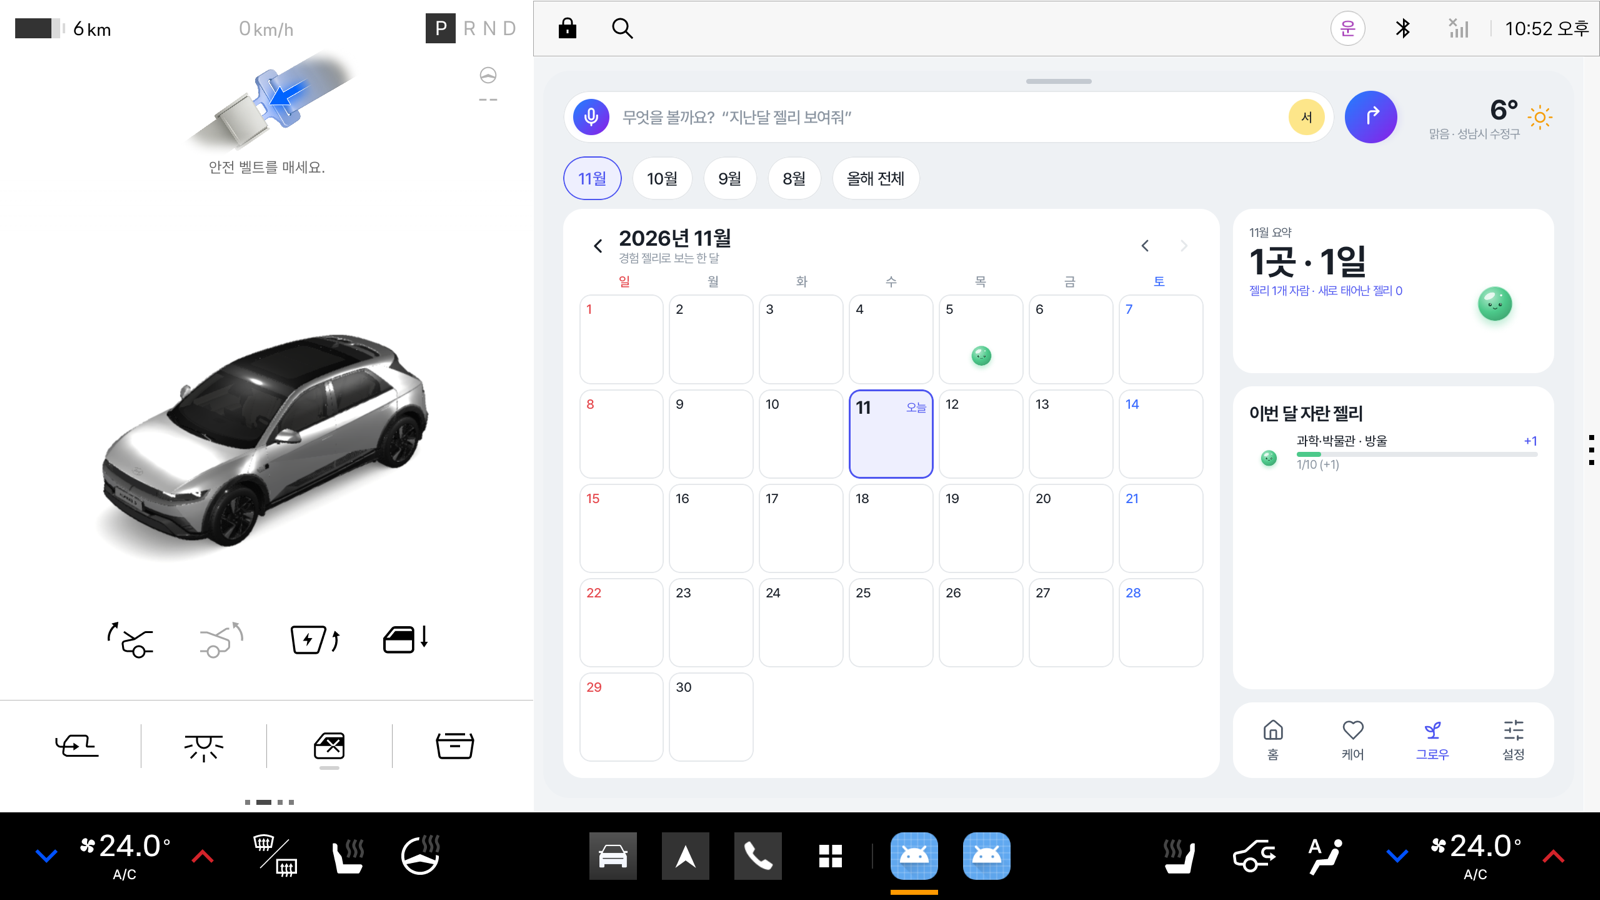 6 km
0 km/h
P R N D
--
안전 벨트를 매세요.
운
10:52 오후
무엇을 볼까요? “지난달 젤리 보여줘”
서
6°
맑음 · 성남시 수정구
11월
10월
9월
8월
올해 전체
2026년 11월
경험 젤리로 보는 한 달
일 월 화 수 목 금 토
1 2 3 4 5 6 7
8 9 10 11 오늘 12 13 14
15 16 17 18 19 20 21
22 23 24 25 26 27 28
29 30
11월 요약
1곳 · 1일
젤리 1개 자람 · 새로 태어난 젤리 0
이번 달 자란 젤리
과학·박물관 · 방울 +1
1/10 (+1)
홈
케어
그로우
설정
24.0°
A/C
A
24.0°
A/C